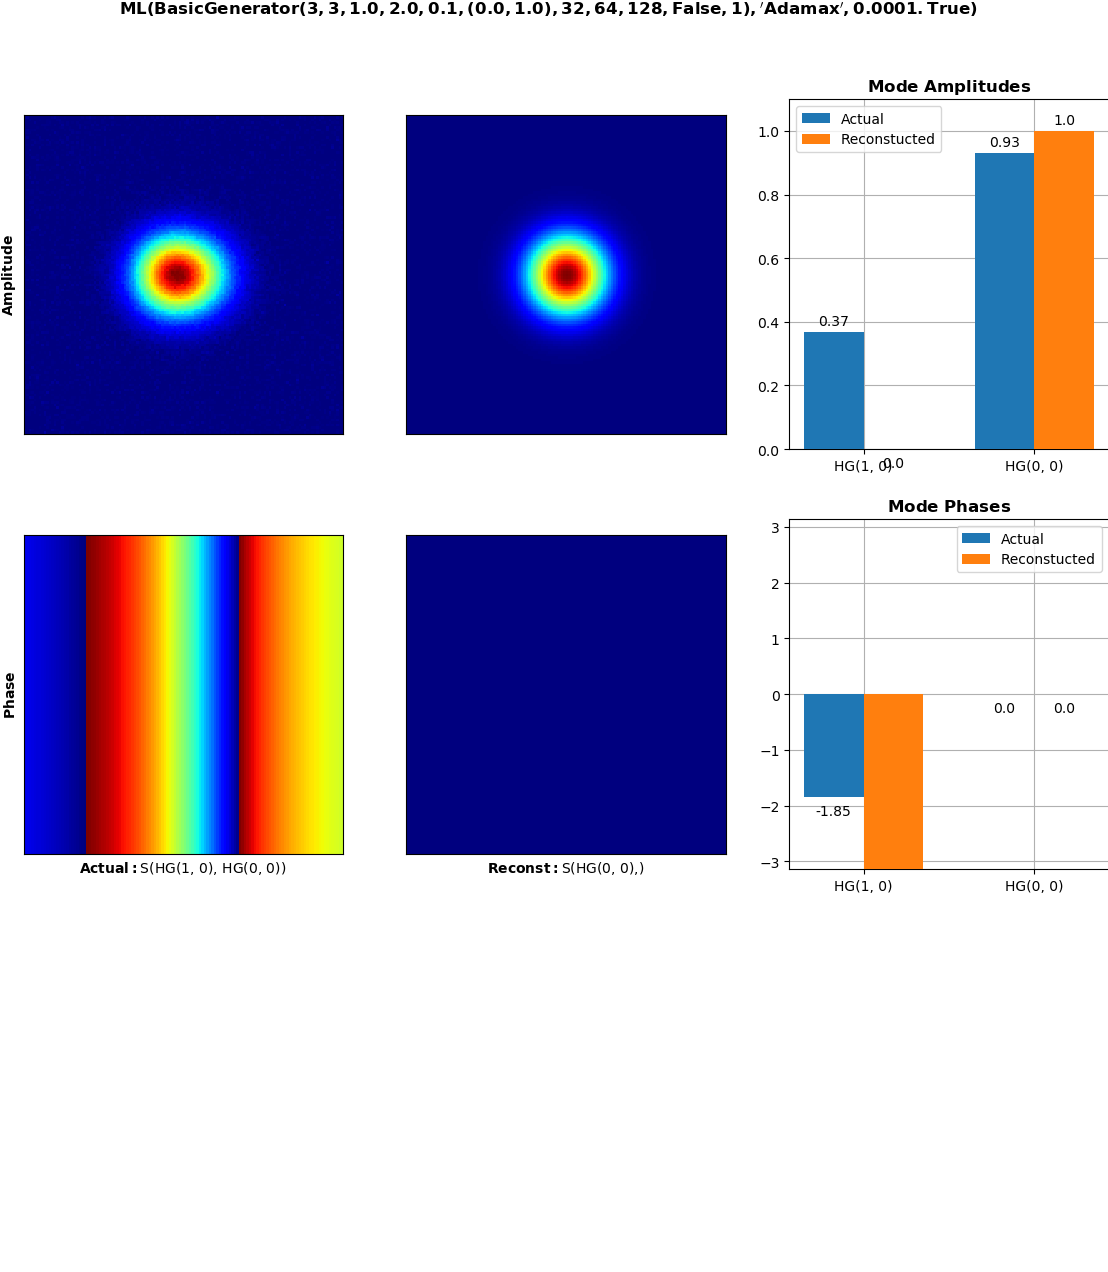 ML(BasicGenerator(3, 3, 1.0, 2.0, 0.1, (0.0, 1.0), 32, 64, 128, False, 1), ′Adamax′, 0.0001. True)
Amplitude
Mode Amplitudes
Actual
Reconstucted
1.0
0.8
0.6
0.4
0.2
0.0
0.37
0.0
0.93
1.0
HG(1, 0)
HG(0, 0)
Phase
Actual: S(HG(1, 0), HG(0, 0))
Reconst: S(HG(0, 0),)
Mode Phases
Actual
Reconstucted
3
2
1
0
−1
−2
−3
-1.85
0.0
0.0
HG(1, 0)
HG(0, 0)